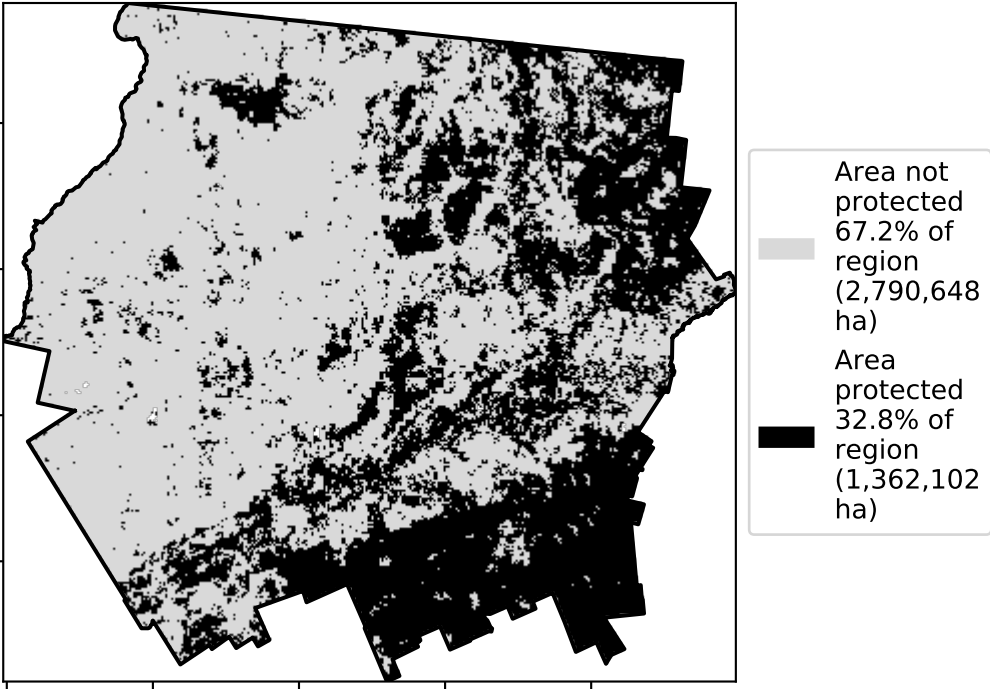 Area not
protected
67.2% of
region
(2,790,648
ha)
Area
protected
32.8% of
region
(1,362,102
ha)